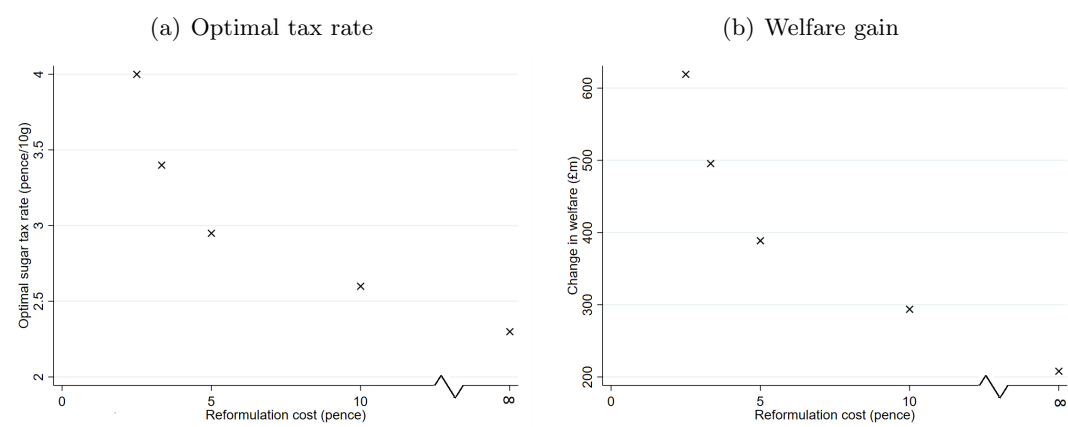 (a) Optimal tax rate
Optimal sugar tax rate (pence/10g)
4
3.5
3
2.5
2
0 5 10 ∞
Reformulation cost (pence)
(b) Welfare gain
Change in welfare (£m)
600
500
400
300
200
0 5 10 ∞
Reformulation cost (pence)